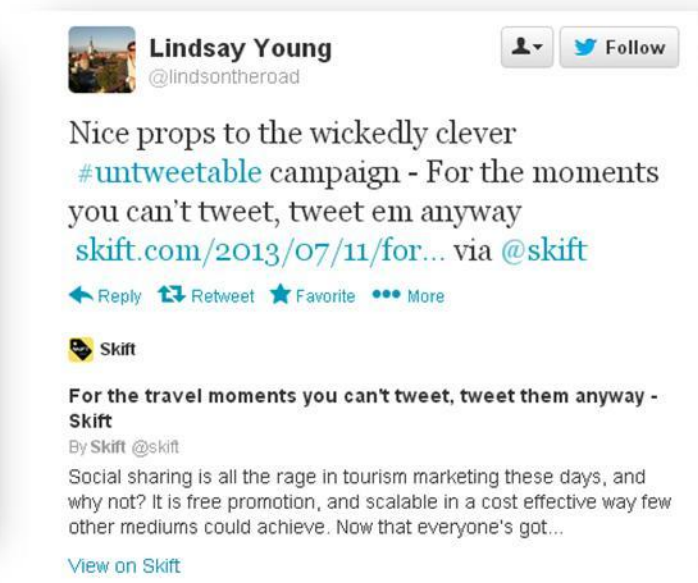 Lindsay Young
@lindsontheroad
Follow
Nice props to the wickedly clever
#untweetable campaign - For the moments
you can't tweet, tweet em anyway
skift.com/2013/07/11/for... via @skift
Reply Retweet Favorite ••• More
Skift
For the travel moments you can't tweet, tweet them anyway -
Skift
By Skift @skift
Social sharing is all the rage in tourism marketing these days, and
why not? It is free promotion, and scalable in a cost effective way few
other mediums could achieve. Now that everyone's got...
View on Skift